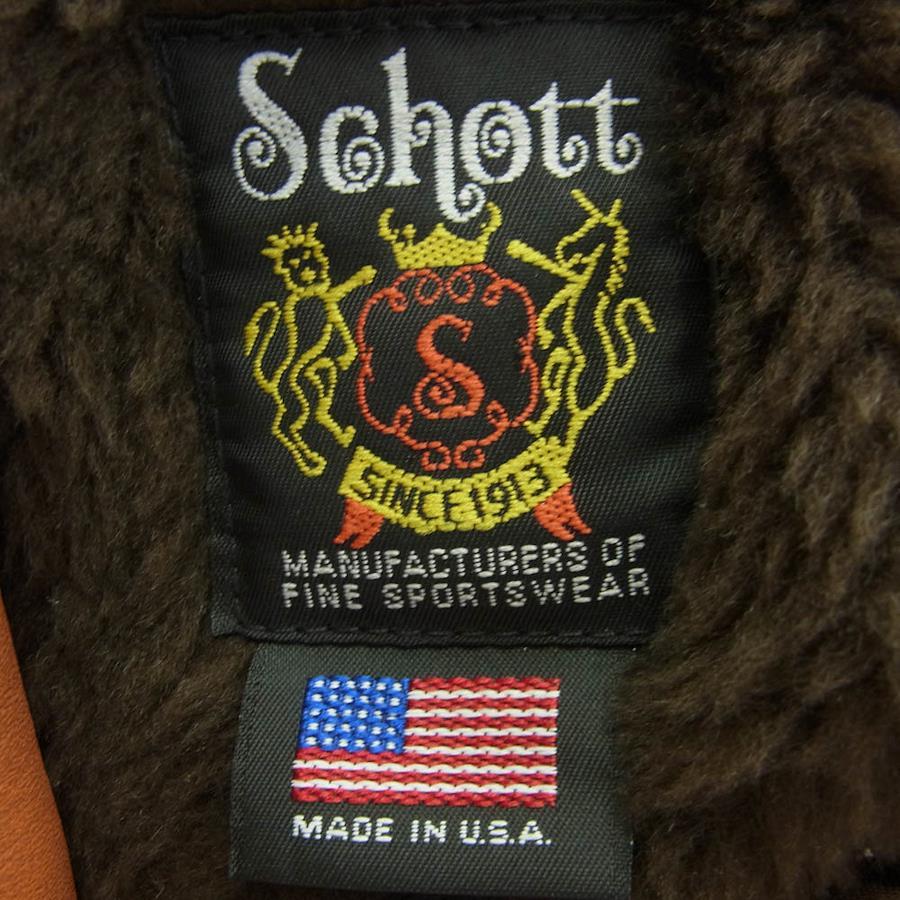 Schott
S
SINCE 1913
MANUFACTURERS OF
FINE SPORTSWEAR
MADE IN U.S.A.